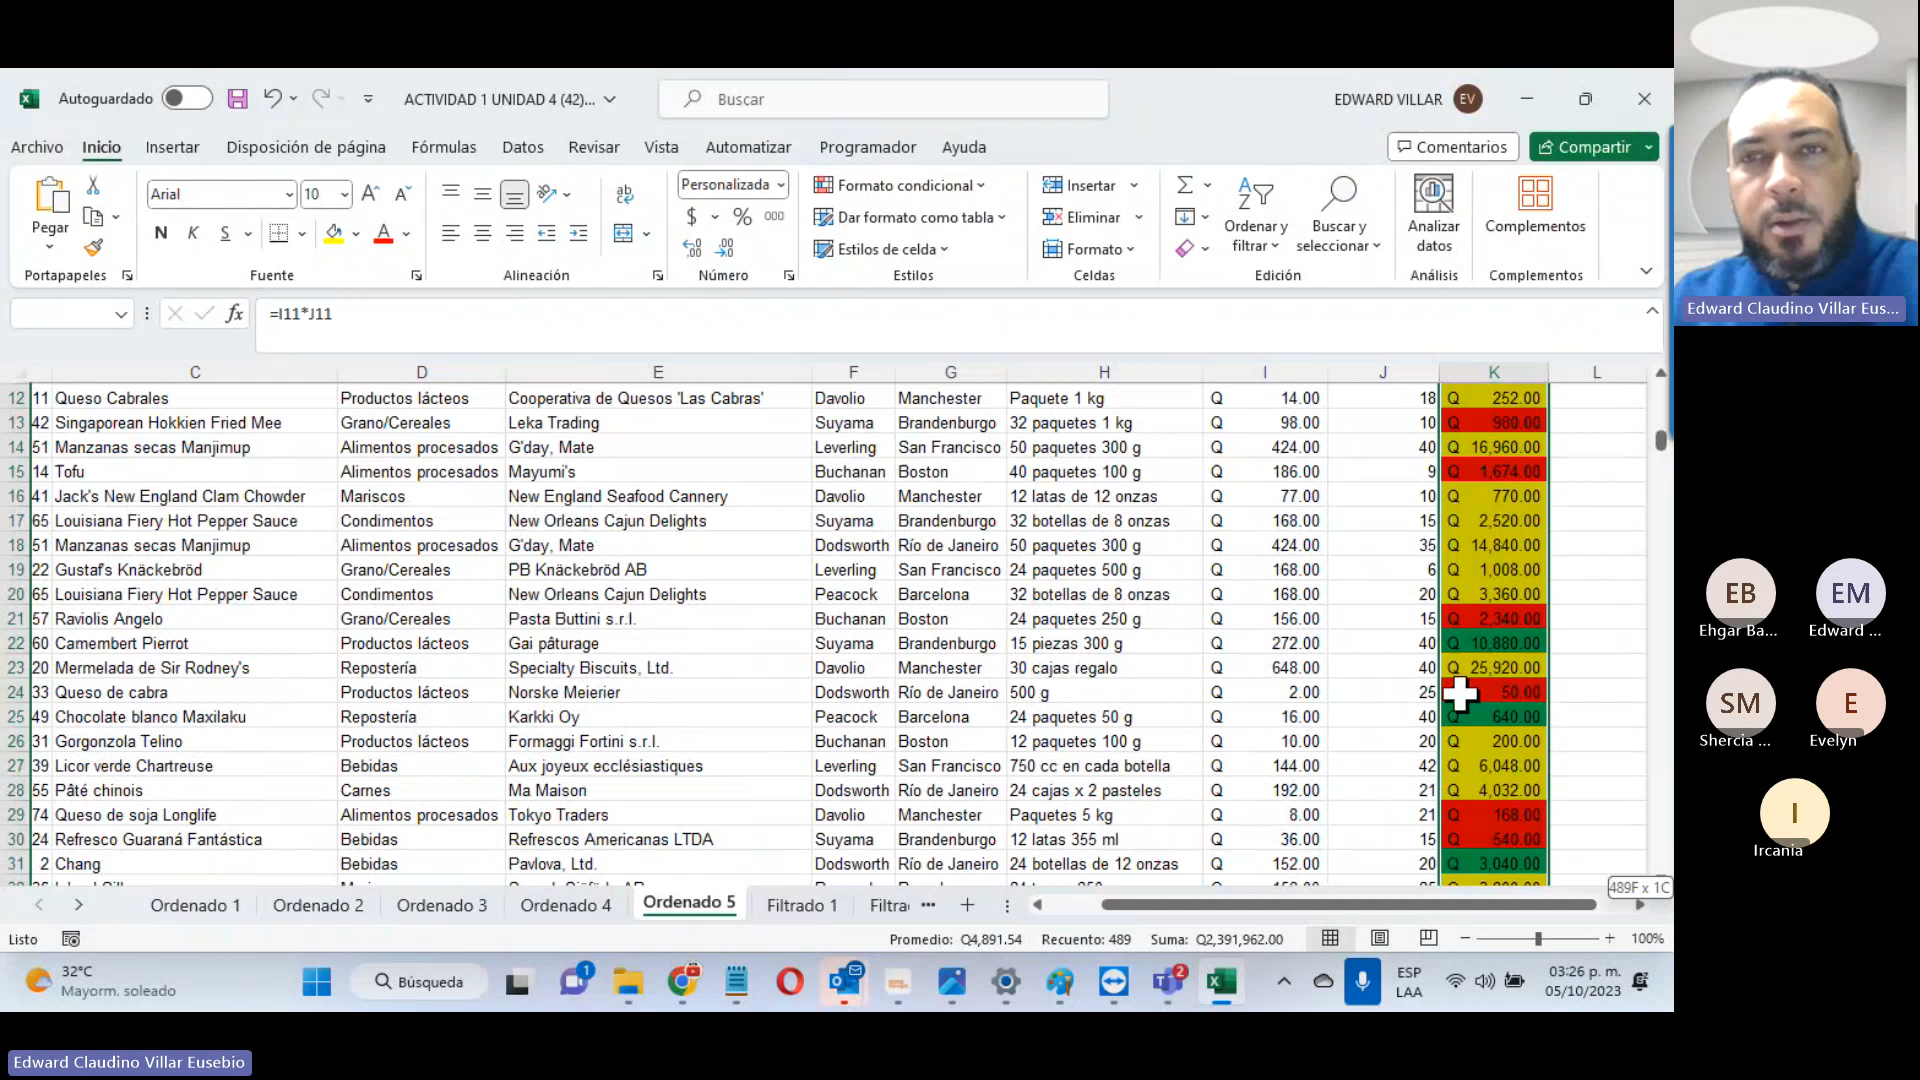 Autoguardado
ACTIVIDAD 1 UNIDAD 4 (42)...
Buscar
EDWARD VILLAR
EV
Archivo Inicio Insertar Disposición de página Fórmulas Datos Revisar Vista Automatizar Programador Ayuda
Comentarios
Compartir
Pegar
Arial
10
N K S
Personalizada
$ % 000
Formato condicional
Dar formato como tabla
Estilos de celda
Insertar
Eliminar
Formato
Ordenar y filtrar
Buscar y seleccionar
Analizar datos
Complementos
Portapapeles Fuente Alineación Número Estilos Celdas Edición Análisis Complementos
fx =I11*J11
C D E F G H I J K L
12 11 Queso Cabrales Productos lácteos Cooperativa de Quesos 'Las Cabras' Davolio Manchester Paquete 1 kg Q 14.00 18 Q 252.00
13 42 Singaporean Hokkien Fried Mee Grano/Cereales Leka Trading Suyama Brandenburgo 32 paquetes 1 kg Q 98.00 10 Q 980.00
14 51 Manzanas secas Manjimup Alimentos procesados G'day, Mate Leverling San Francisco 50 paquetes 300 g Q 424.00 40 Q 16,960.00
15 14 Tofu Alimentos procesados Mayumi's Buchanan Boston 40 paquetes 100 g Q 186.00 9 Q 1,674.00
16 41 Jack's New England Clam Chowder Mariscos New England Seafood Cannery Davolio Manchester 12 latas de 12 onzas Q 77.00 10 Q 770.00
17 65 Louisiana Fiery Hot Pepper Sauce Condimentos New Orleans Cajun Delights Suyama Brandenburgo 32 botellas de 8 onzas Q 168.00 15 Q 2,520.00
18 51 Manzanas secas Manjimup Alimentos procesados G'day, Mate Dodsworth Río de Janeiro 50 paquetes 300 g Q 424.00 35 Q 14,840.00
19 22 Gustaf's Knäckebröd Grano/Cereales PB Knäckebröd AB Leverling San Francisco 24 paquetes 500 g Q 168.00 6 Q 1,008.00
20 65 Louisiana Fiery Hot Pepper Sauce Condimentos New Orleans Cajun Delights Peacock Barcelona 32 botellas de 8 onzas Q 168.00 20 Q 3,360.00
21 57 Raviolis Angelo Grano/Cereales Pasta Buttini s.r.l. Buchanan Boston 24 paquetes 250 g Q 156.00 15 Q 2,340.00
22 60 Camembert Pierrot Productos lácteos Gai pâturage Suyama Brandenburgo 15 piezas 300 g Q 272.00 40 Q 10,880.00
23 20 Mermelada de Sir Rodney's Repostería Specialty Biscuits, Ltd. Davolio Manchester 30 cajas regalo Q 648.00 40 Q 25,920.00
24 33 Queso de cabra Productos lácteos Norske Meierier Dodsworth Río de Janeiro 500 g Q 2.00 25 50.00
25 49 Chocolate blanco Maxilaku Repostería Karkki Oy Peacock Barcelona 24 paquetes 50 g Q 16.00 40 Q 640.00
26 31 Gorgonzola Telino Productos lácteos Formaggi Fortini s.r.l. Buchanan Boston 12 paquetes 100 g Q 10.00 20 Q 200.00
27 39 Licor verde Chartreuse Bebidas Aux joyeux ecclésiastiques Leverling San Francisco 750 cc en cada botella Q 144.00 42 Q 6,048.00
28 55 Pâté chinois Carnes Ma Maison Dodsworth Río de Janeiro 24 cajas x 2 pasteles Q 192.00 21 Q 4,032.00
29 74 Queso de soja Longlife Alimentos procesados Tokyo Traders Davolio Manchester Paquetes 5 kg Q 8.00 21 Q 168.00
30 24 Refresco Guaraná Fantástica Bebidas Refrescos Americanas LTDA Suyama Brandenburgo 12 latas 355 ml Q 36.00 15 Q 540.00
31 2 Chang Bebidas Pavlova, Ltd. Dodsworth Río de Janeiro 24 botellas de 12 onzas Q 152.00 20 Q 3,040.00
489F x 1C
Ordenado 1 Ordenado 2 Ordenado 3 Ordenado 4 Ordenado 5 Filtrado 1 Filtra
Listo
Promedio: Q4,891.54 Recuento: 489 Suma: Q2,391,962.00
100%
32°C
Mayorm. soleado
Búsqueda
1
2
ESP
LAA
03:26 p. m.
05/10/2023
Edward Claudino Villar Eus...
EB
Ehgar Ba...
EM
Edward ...
SM
Shercia ...
E
Evelyn
I
Ircania
Edward Claudino Villar Eusebio